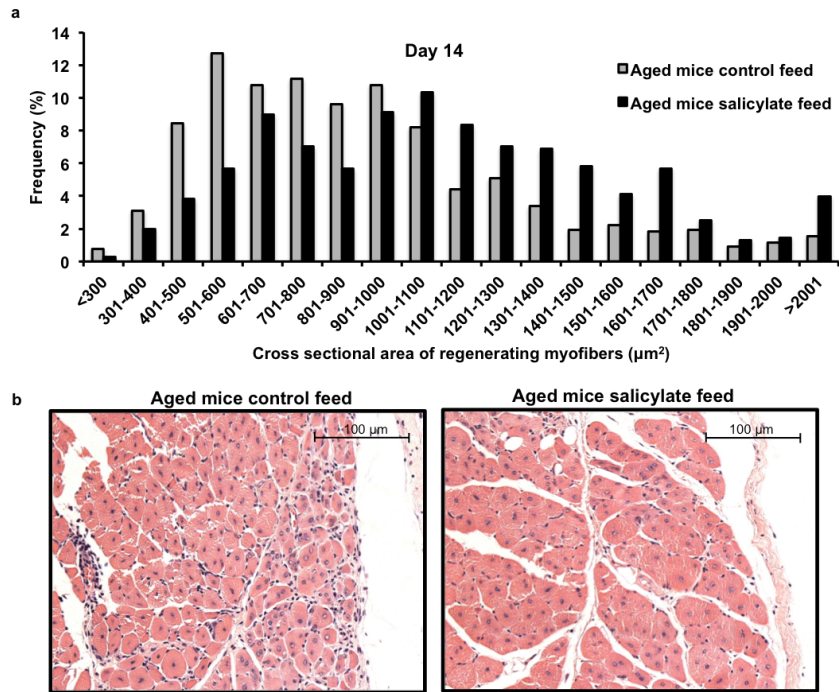 a
Day 14
Aged mice control feed
Aged mice salicylate feed
Frequency (%)
14
12
10
8
6
4
2
0
<300
301-400
401-500
501-600
601-700
701-800
801-900
901-1000
1001-1100
1101-1200
1201-1300
1301-1400
1401-1500
1501-1600
1601-1700
1701-1800
1801-1900
1901-2000
>2001
Cross sectional area of regenerating myofibers (µm²)
b
Aged mice control feed
Aged mice salicylate feed
100 µm
100 µm